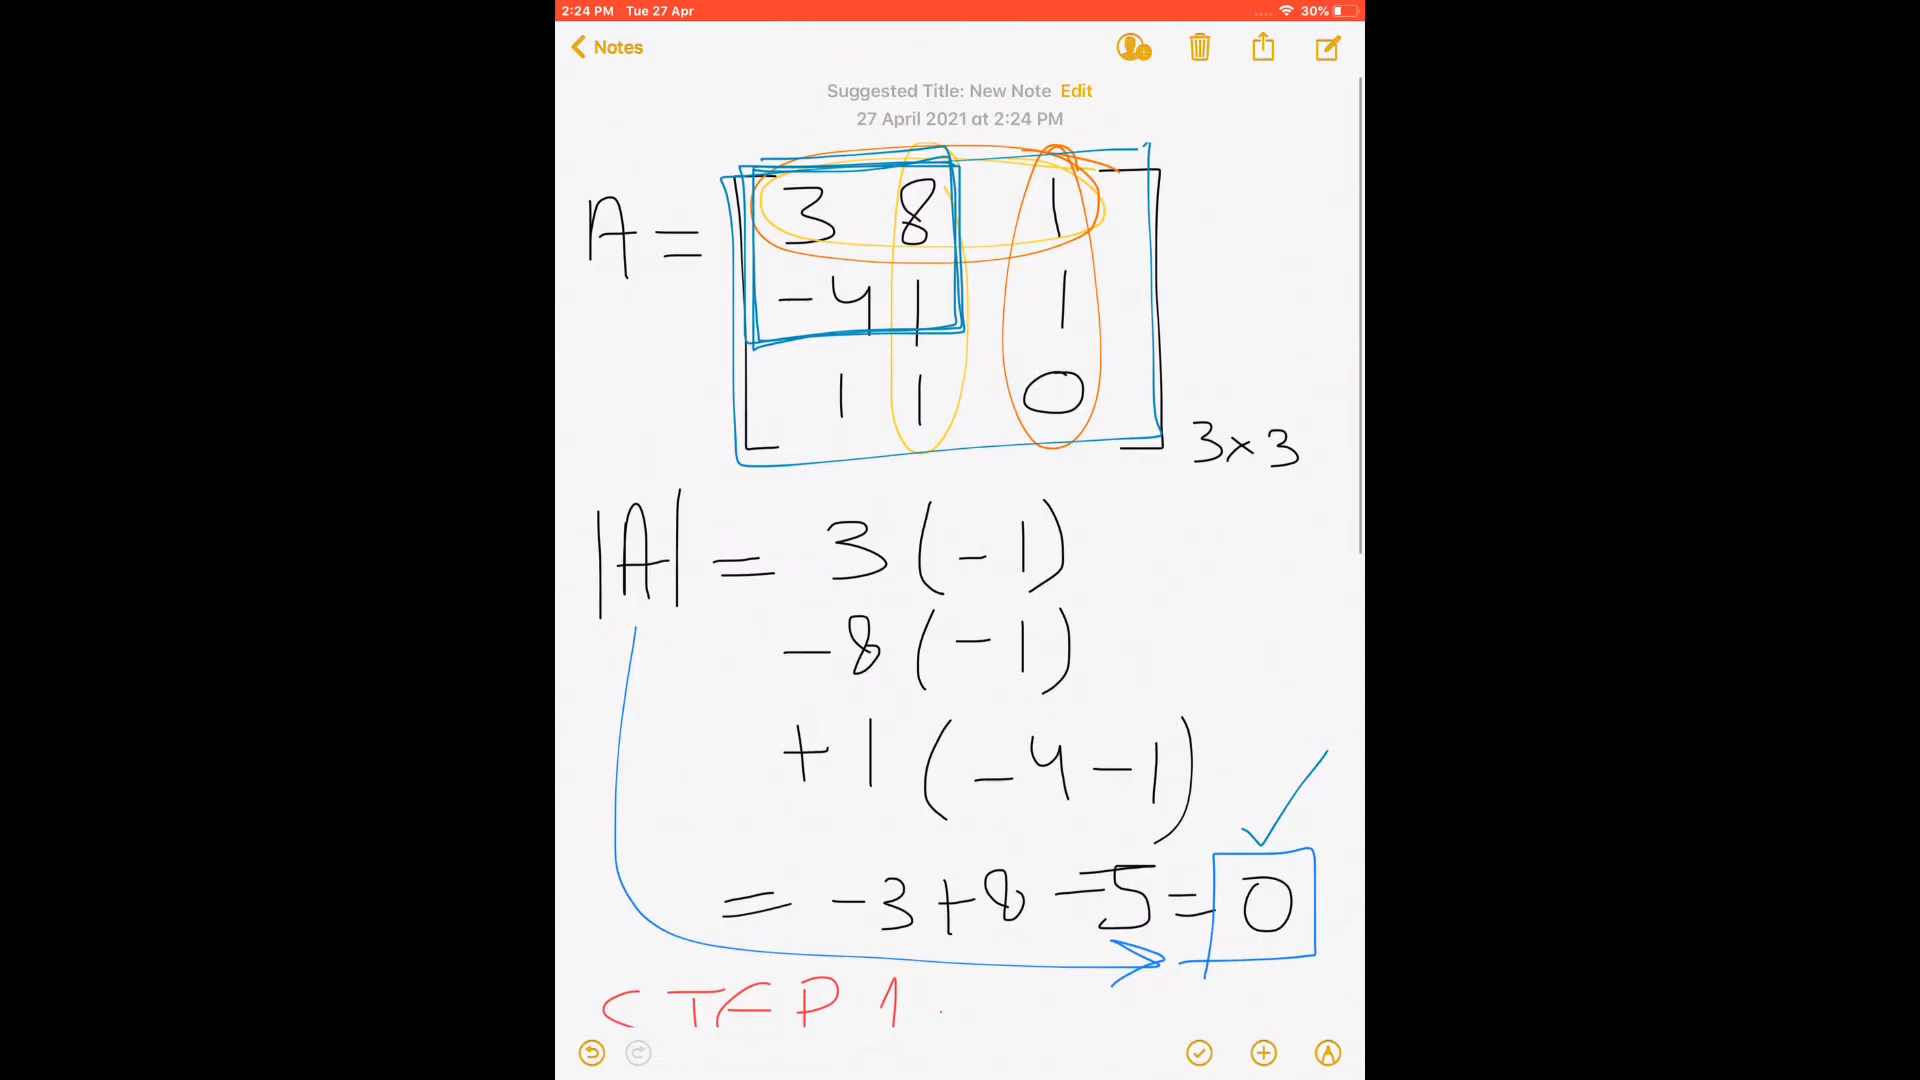 2:24 PM Tue 27 Apr 30%
Notes
Suggested Title: New Note Edit
27 April 2021 at 2:24 PM
A = 3 8 1
-4 1 1
1 1 0
3×3
|A| = 3 (-1)
-8 (-1)
+ 1 (-4-1)
= -3+8 -5 = 0
STEP 1